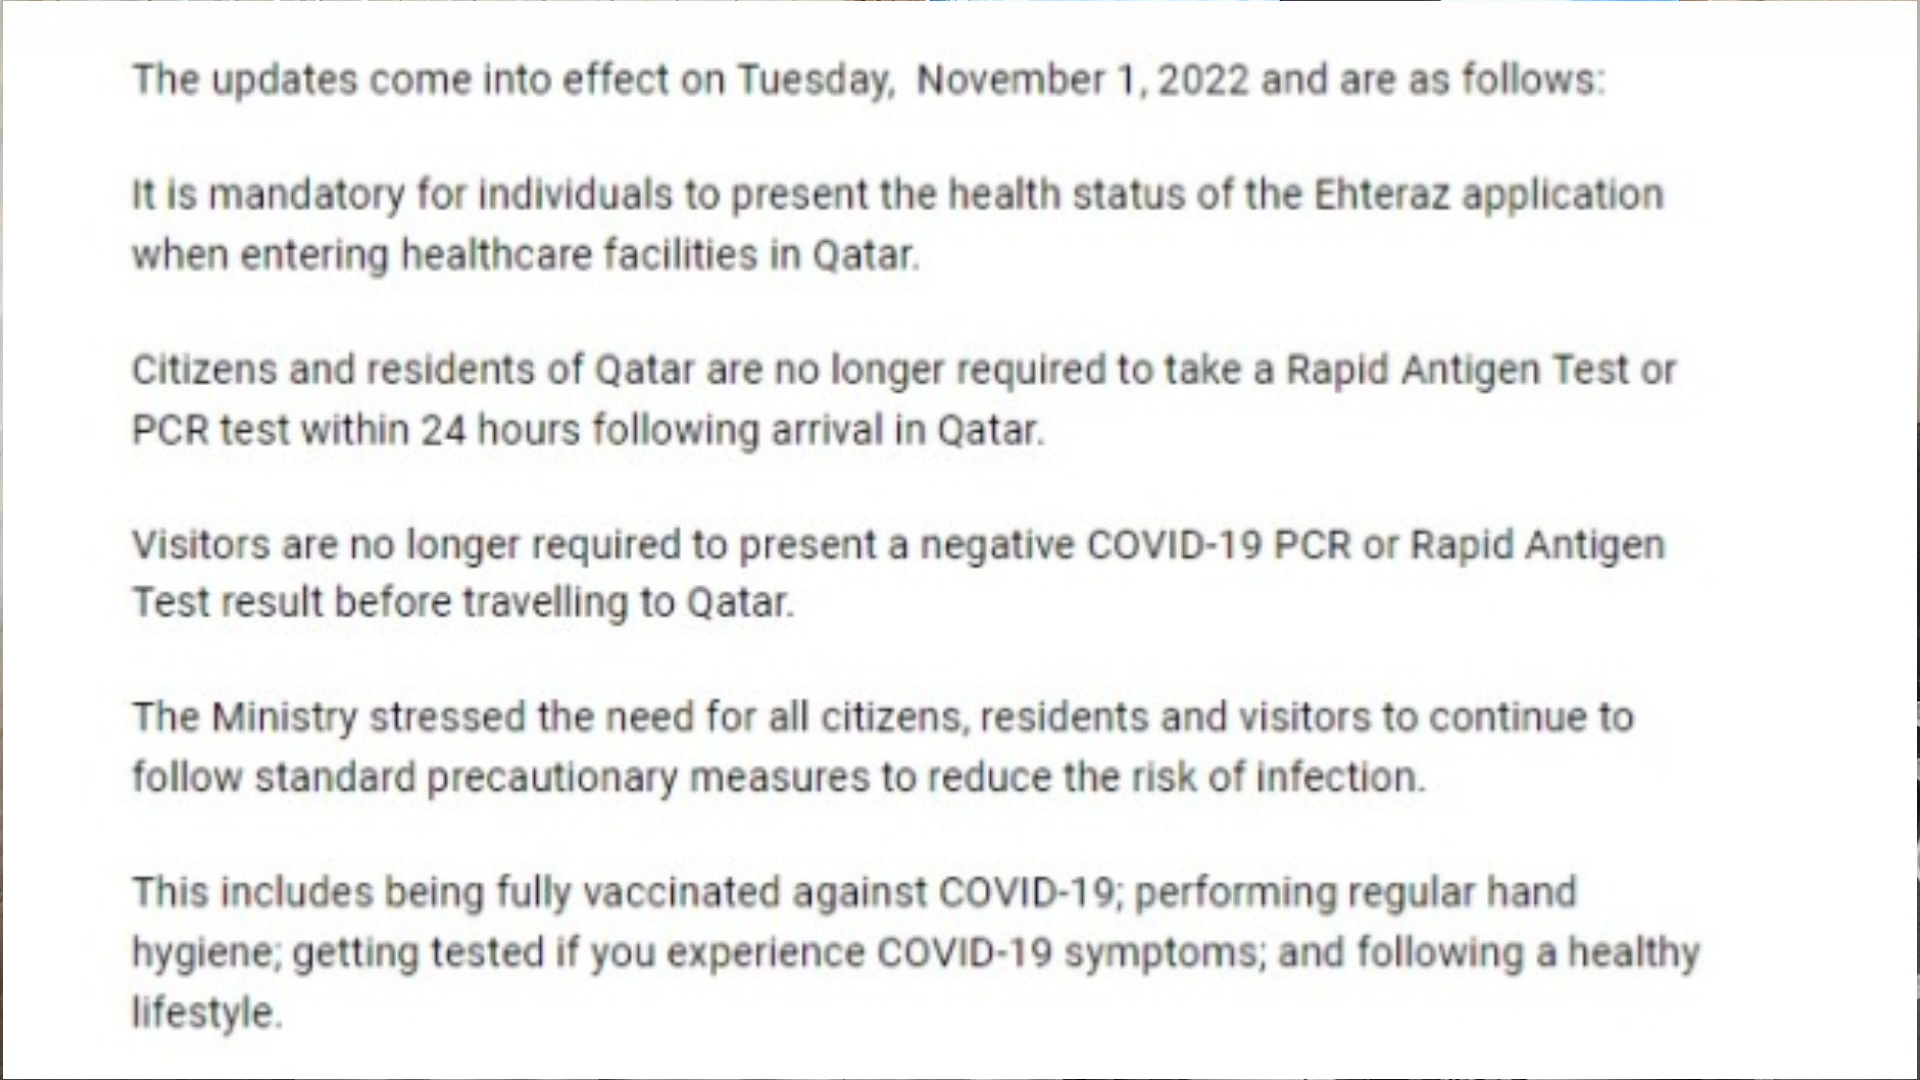 The updates come into effect on Tuesday,  November 1, 2022 and are as follows:
It is mandatory for individuals to present the health status of the Ehteraz application
when entering healthcare facilities in Qatar.
Citizens and residents of Qatar are no longer required to take a Rapid Antigen Test or
PCR test within 24 hours following arrival in Qatar.
Visitors are no longer required to present a negative COVID-19 PCR or Rapid Antigen
Test result before travelling to Qatar.
The Ministry stressed the need for all citizens, residents and visitors to continue to
follow standard precautionary measures to reduce the risk of infection.
This includes being fully vaccinated against COVID-19; performing regular hand
hygiene; getting tested if you experience COVID-19 symptoms; and following a healthy
lifestyle.